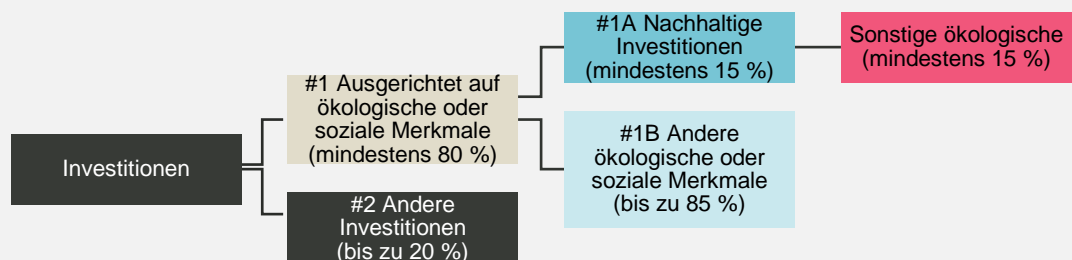 Investitionen
#1 Ausgerichtet auf
ökologische oder
soziale Merkmale
(mindestens 80 %)
#2 Andere
Investitionen
(bis zu 20 %)
#1A Nachhaltige
Investitionen
(mindestens 15 %)
#1B Andere
ökologische oder
soziale Merkmale
(bis zu 85 %)
Sonstige ökologische
(mindestens 15 %)